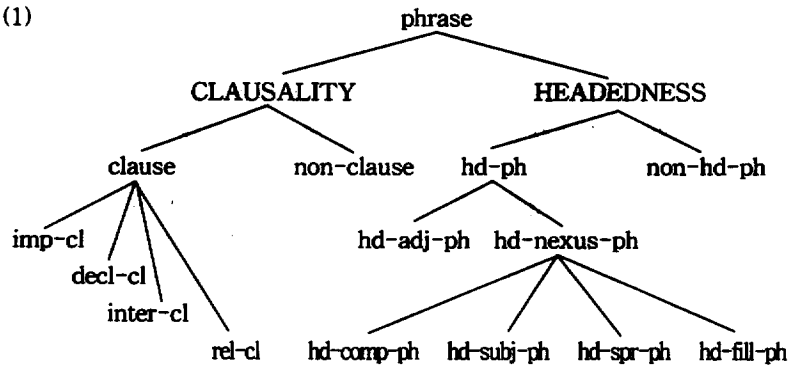 (1) phrase
CLAUSALITY HEADEDNESS
clause non-clause hd-ph non-hd-ph
imp-cl hd-adj-ph hd-nexus-ph
decl-cl
inter-cl
rel-cl hd-comp-ph hd-subj-ph hd-spr-ph hd-fill-ph